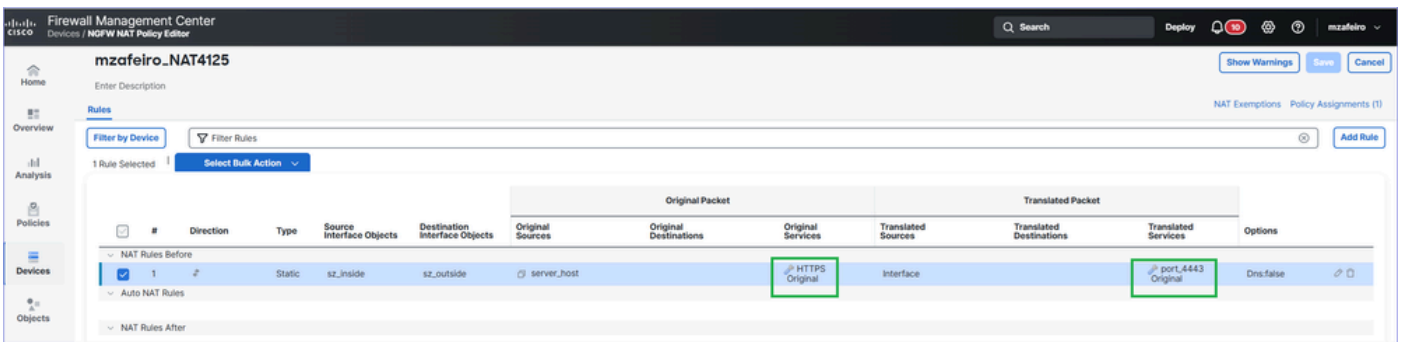 CISCO Firewall Management Center
Devices / NGFW NAT Policy Editor
Search Deploy 10 mzafeiro
mzafeiro_NAT4125
Show Warnings Save Cancel
Enter Description
Rules
NAT Exemptions Policy Assignments (1)
Filter by Device Filter Rules Add Rule
1 Rule Selected Select Bulk Action
Home
Overview
Analysis
Policies
Devices
Objects
Original Packet Translated Packet
# Direction Type Source Interface Objects Destination Interface Objects Original Sources Original Destinations Original Services Translated Sources Translated Destinations Translated Services Options
NAT Rules Before
1 Static sz_inside sz_outside server_host HTTPS Interface port_4443 Dns:false
Original Original
Auto NAT Rules
NAT Rules After